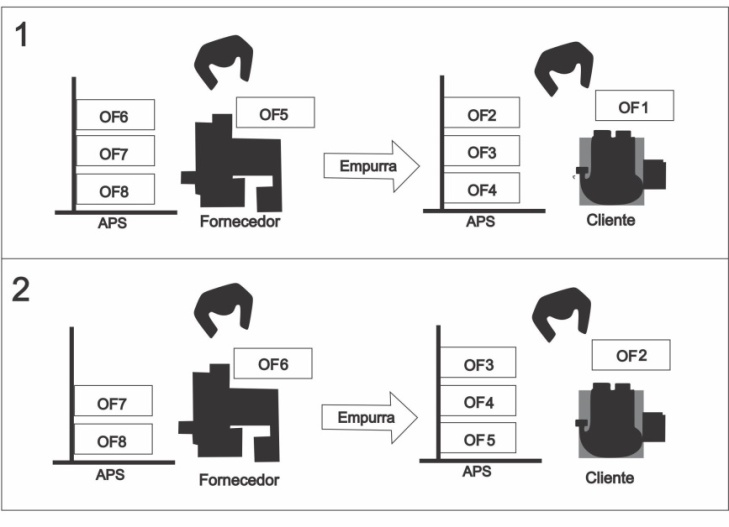 1
OF6
OF7
OF8
APS
OF5
Fornecedor
Empurra
OF2
OF3
OF4
APS
OF1
Cliente
2
OF7
OF8
APS
OF6
Fornecedor
Empurra
OF3
OF4
OF5
APS
OF2
Cliente